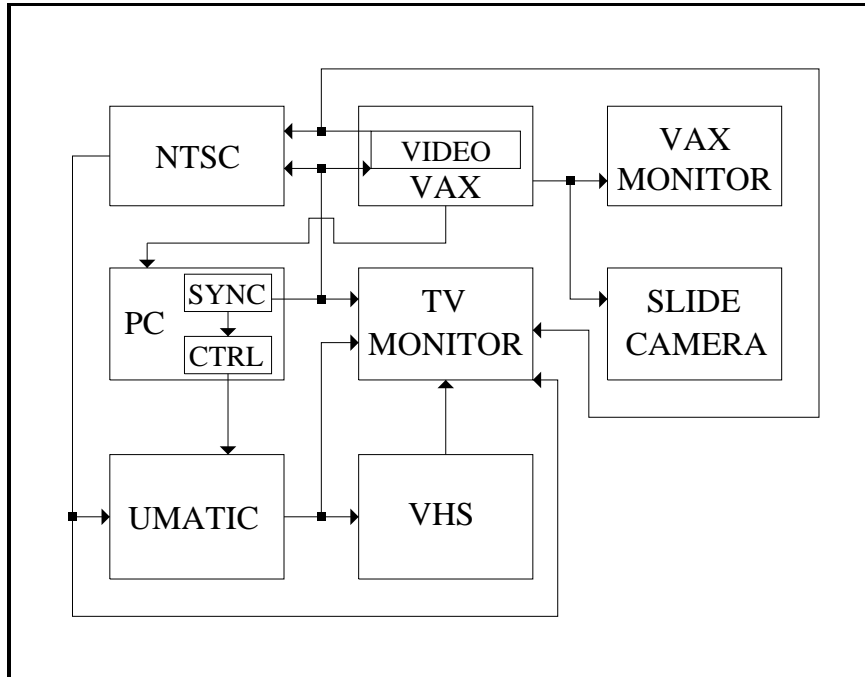 NTSC
VIDEO
VAX
VAX
MONITOR
PC
SYNC
CTRL
TV
MONITOR
SLIDE
CAMERA
UMATIC
VHS